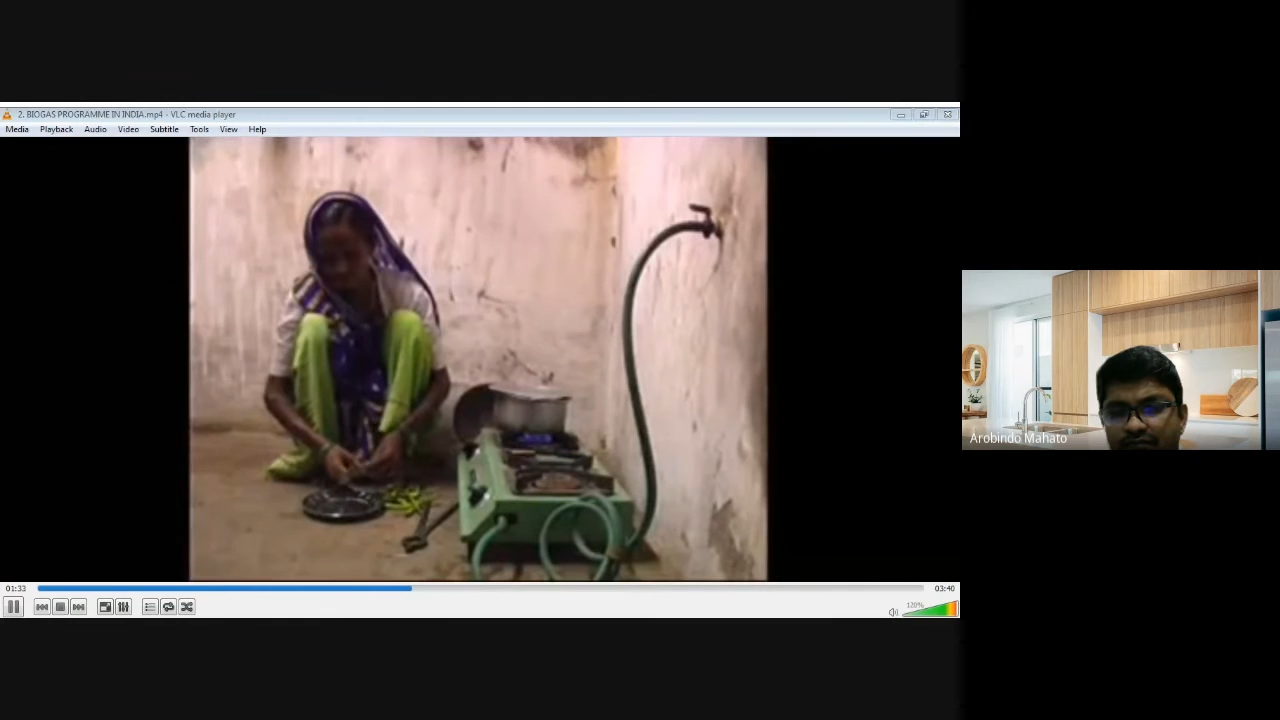 2. BIOGAS PROGRAMME IN INDIA.mp4 - VLC media player
Media Playback Audio Video Subtitle Tools View Help
Arobindo Mahato
01:33
03:40
120%